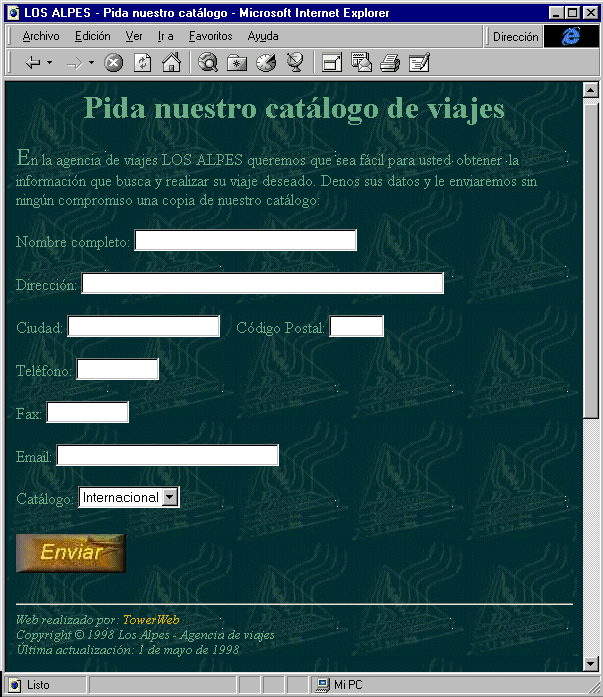 LOS ALPES - Pida nuestro catálogo - Microsoft Internet Explorer
Archivo Edición Ver Ir a Favoritos Ayuda Dirección
Pida nuestro catálogo de viajes
En la agencia de viajes LOS ALPES queremos que sea fácil para usted obtener la
información que busca y realizar su viaje deseado. Denos sus datos y le enviaremos sin
ningún compromiso una copia de nuestro catálogo:
Nombre completo:
Dirección:
Ciudad: Código Postal:
Teléfono:
Fax:
Email:
Catálogo: Internacional
Enviar
Web realizado por: TowerWeb
Copyright © 1998 Los Alpes - Agencia de viajes
Última actualización: 1 de mayo de 1998
Listo Mi PC